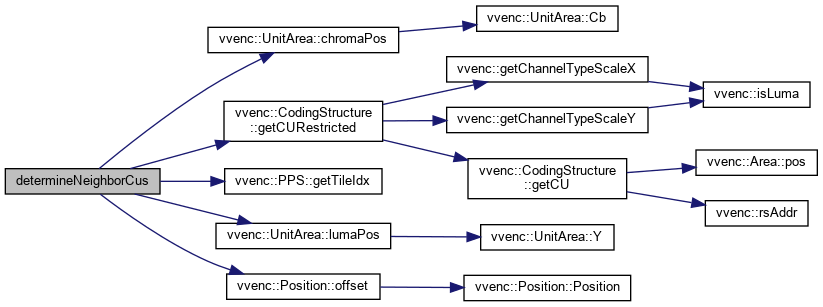 determineNeighborCus
vvenc::UnitArea::chromaPos
vvenc::UnitArea::Cb
vvenc::CodingStructure
::getCURestricted
vvenc::getChannelTypeScaleX
vvenc::getChannelTypeScaleY
vvenc::isLuma
vvenc::CodingStructure
::getCU
vvenc::Area::pos
vvenc::rsAddr
vvenc::PPS::getTileIdx
vvenc::UnitArea::lumaPos
vvenc::UnitArea::Y
vvenc::Position::offset
vvenc::Position::Position